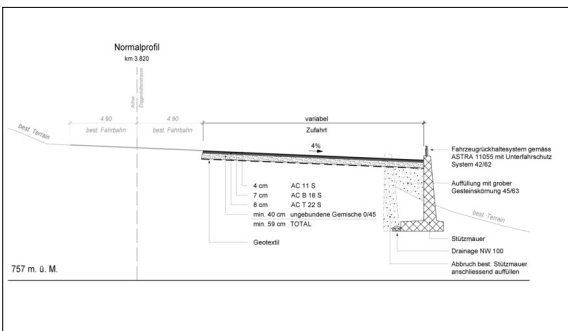 Normalprofil
km 3.820
best. Terrain
4.90
4.90
variabel
best. Fahrbahn
best. Fahrbahn
Zufahrt
4%
Fahrzeugrückhaltesystem gemäss
ASTRA 11055 mit Unterfahrschutz
System 42/62
4 cm AC 11 S
7 cm AC B 16 S
8 cm AC T 22 S
min. 40 cm ungebundene Gemische 0/45
min. 59 cm TOTAL
Geotextil
Auffüllung mit grober
Gesteinskörnung 45/63
best. Terrain
Stützmauer
Drainage NW 100
Abbruch best. Stützmauer
anschliessend auffüllen
757 m. ü. M.